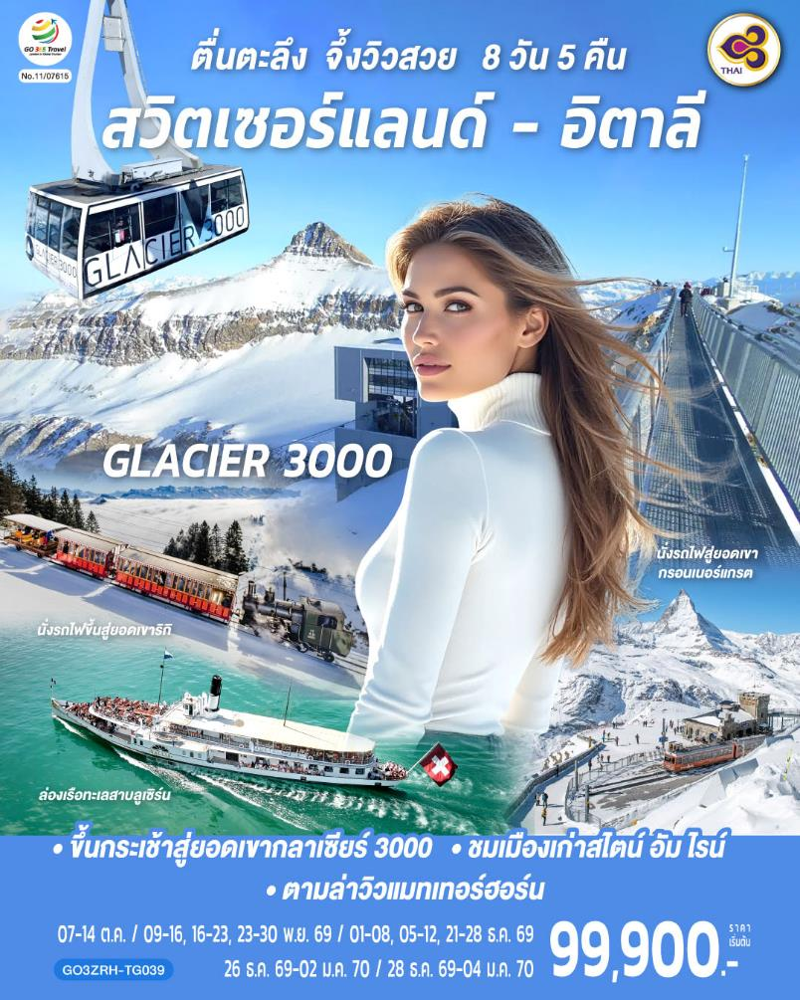 GO 365 Travel
No.11/07615
THAI
ตื่นตะลึง จึ้งวิวสวย 8 วัน 5 คืน
สวิตเซอร์แลนด์ - อิตาลี
GLACIER 3000
GLACIER 3000
GLACIER 3000
นั่งรถไฟสู่ยอดเขา
กรอนเนอร์แกรต
นั่งรถไฟขึ้นสู่ยอดเขาริกิ
ล่องเรือทะเลสาบลูเซิร์น
• ขึ้นกระเช้าสู่ยอดเขากลาเซียร์ 3000 • ชมเมืองเก่าสไตน์ อัม ไรน์
• ตามล่าวิวแมทเทอร์ฮอร์น
07-14 ต.ค. / 09-16, 16-23, 23-30 พ.ย. 69 / 01-08, 05-12, 21-28 ธ.ค. 69
26 ธ.ค. 69-02 ม.ค. 70 / 28 ธ.ค. 69-04 ม.ค. 70
GO3ZRH-TG039
99,900.-
ราคา
เริ่มต้น